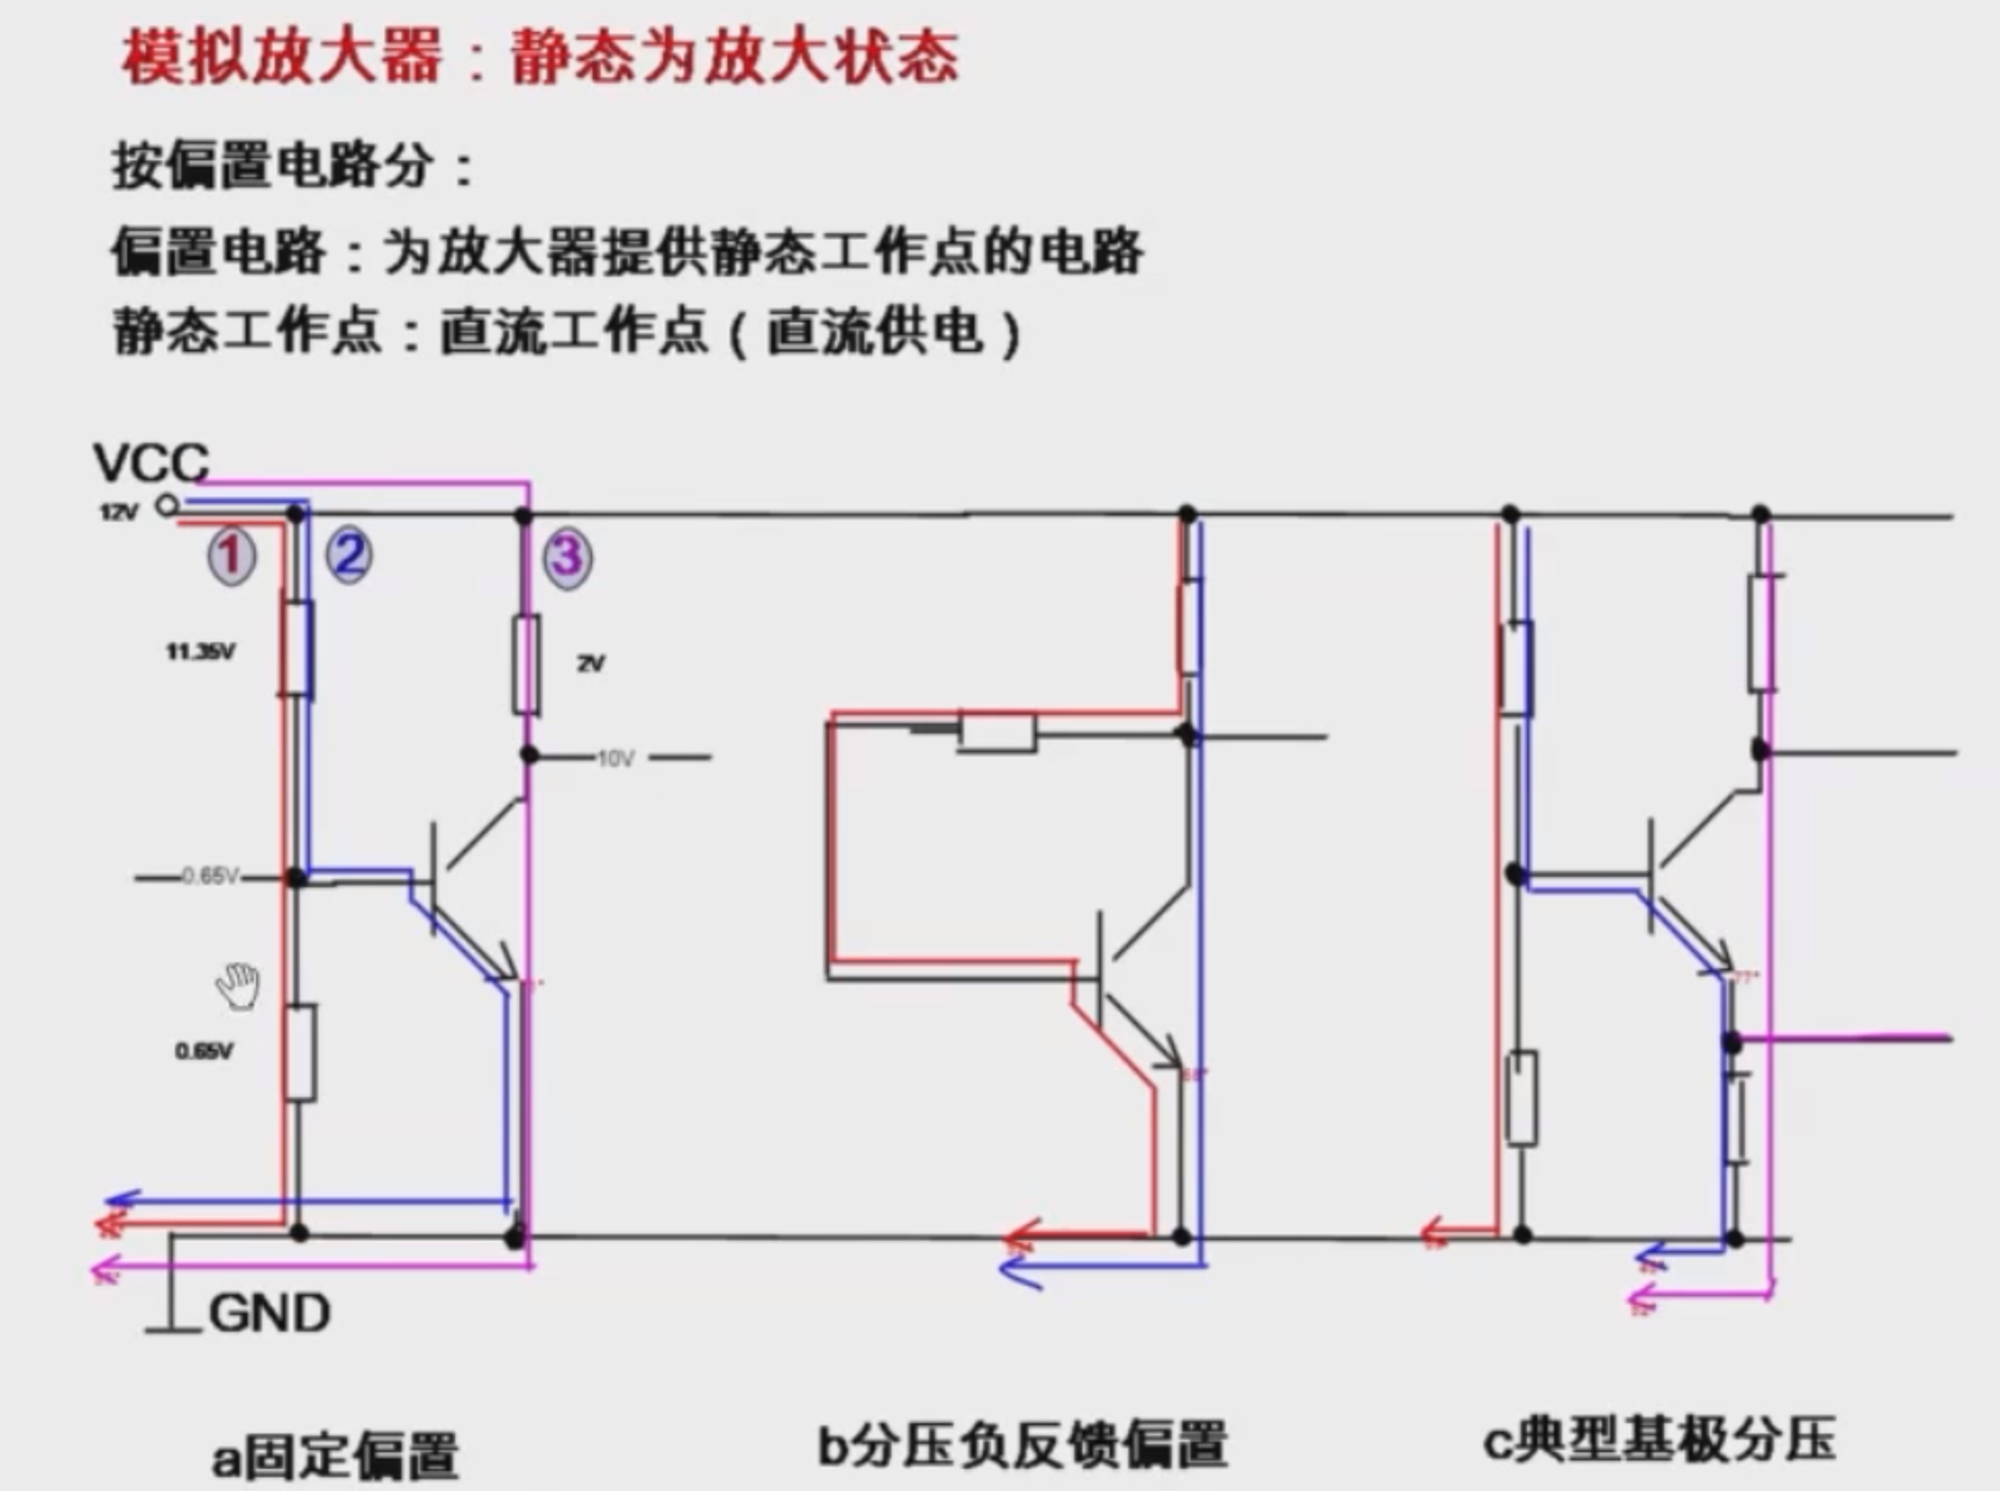 模拟放大器：静态为放大状态
按偏置电路分：
偏置电路：为放大器提供静态工作点的电路
静态工作点：直流工作点（直流供电）
VCC
12V
1 2 3
11.35V
2V
10V
0.65V
0.65V
GND
a固定偏置
b分压负反馈偏置
c典型基极分压